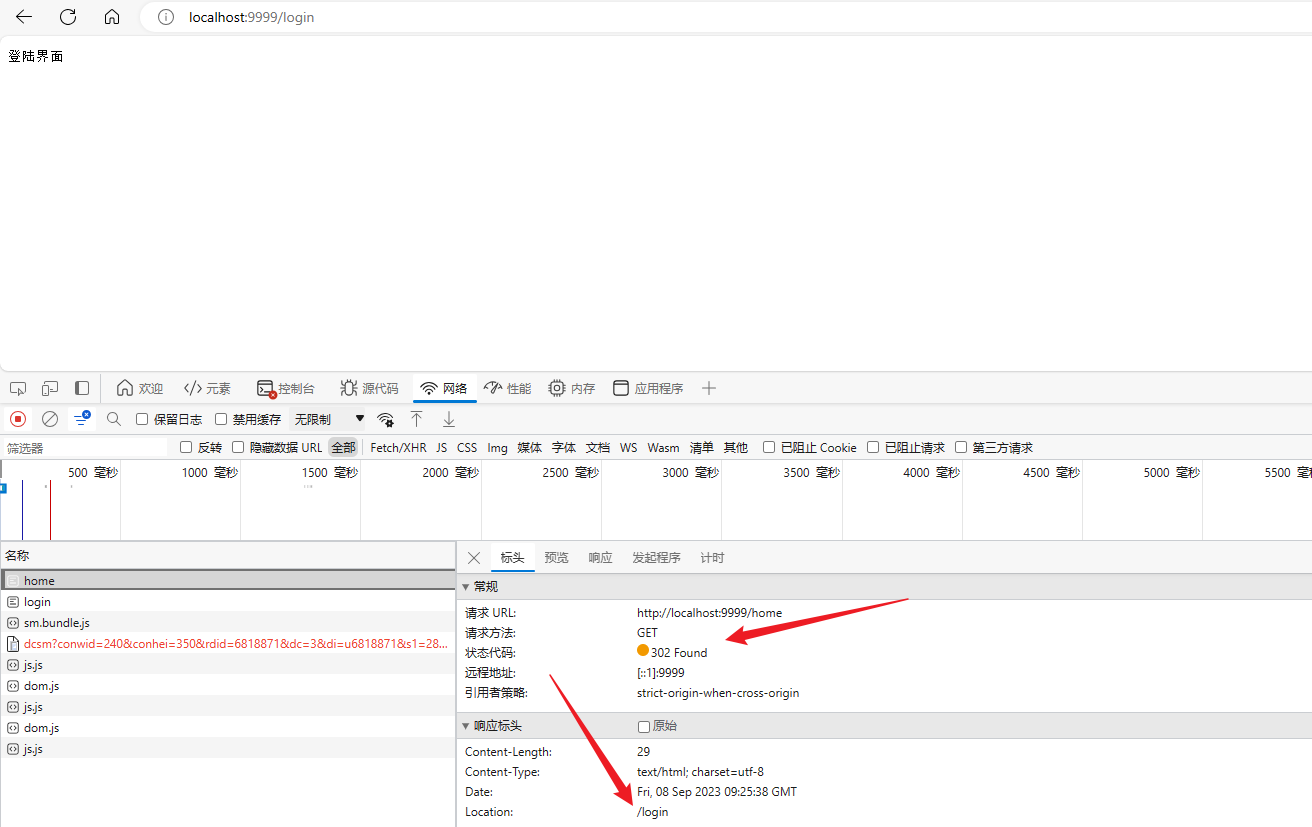 localhost:9999/login
登陆界面
欢迎 元素 控制台 源代码 网络 性能 内存 应用程序
保留日志 禁用缓存 无限制
筛选器 反转 隐藏数据 URL 全部 Fetch/XHR JS CSS Img 媒体 字体 文档 WS Wasm 清单 其他 已阻止 Cookie 已阻止请求 第三方请求
500 毫秒 1000 毫秒 1500 毫秒 2000 毫秒 2500 毫秒 3000 毫秒 3500 毫秒 4000 毫秒 4500 毫秒 5000 毫秒 5500 毫秒
名称
home
login
sm.bundle.js
dcsm?conwid=240&conhei=350&rdid=6818871&dc=3&di=u6818871&s1=28...
js.js
dom.js
js.js
dom.js
js.js
标头 预览 响应 发起程序 计时
常规
请求 URL: http://localhost:9999/home
请求方法: GET
状态代码: 302 Found
远程地址: [::1]:9999
引用者策略: strict-origin-when-cross-origin
响应标头 原始
Content-Length: 29
Content-Type: text/html; charset=utf-8
Date: Fri, 08 Sep 2023 09:25:38 GMT
Location: /login